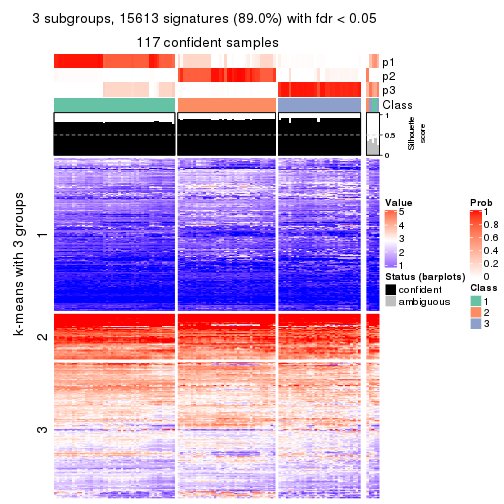 3 subgroups, 15613 signatures (89.0%) with fdr < 0.05
117 confident samples
p1
p2
p3
Class
1
0.5
0
Silhouette
score
k-means with 3 groups
1
2
3
Value
5
4
3
2
1
Status (barplots)
confident
ambiguous
Prob
1
0.8
0.6
0.4
0.2
0
Class
1
2
3